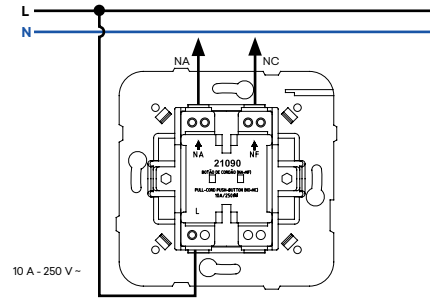 L
N
NA
NC
NA
NF
21090
BOTÃO DE CORDÃO (NA-NF)
PULL-CORD PUSH-BUTTON (NO-NC)
10A/250V~
L
10 A - 250 V ~